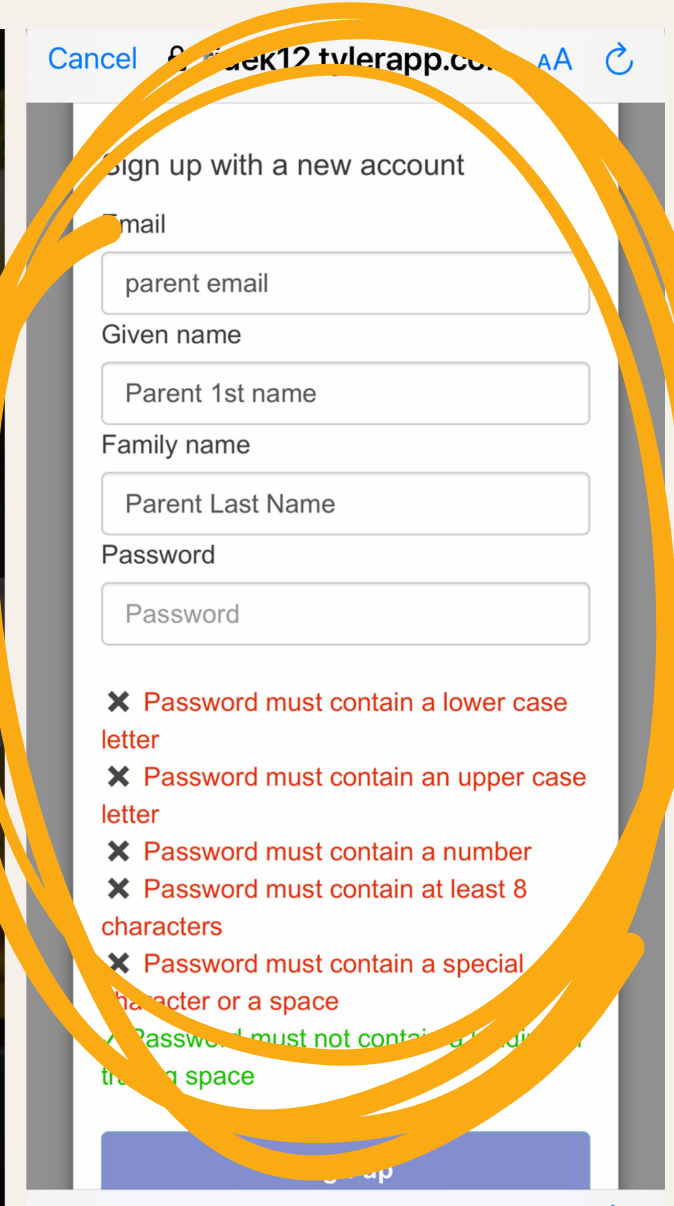 Cancel tylerapp.co AA
Sign up with a new account
Email
parent email
Given name
Parent 1st name
Family name
Parent Last Name
Password
Password
✖ Password must contain a lower case
letter
✖ Password must contain an upper case
letter
✖ Password must contain a number
✖ Password must contain at least 8
characters
✖ Password must contain a special
character or a space
Password must not contain a
space
up